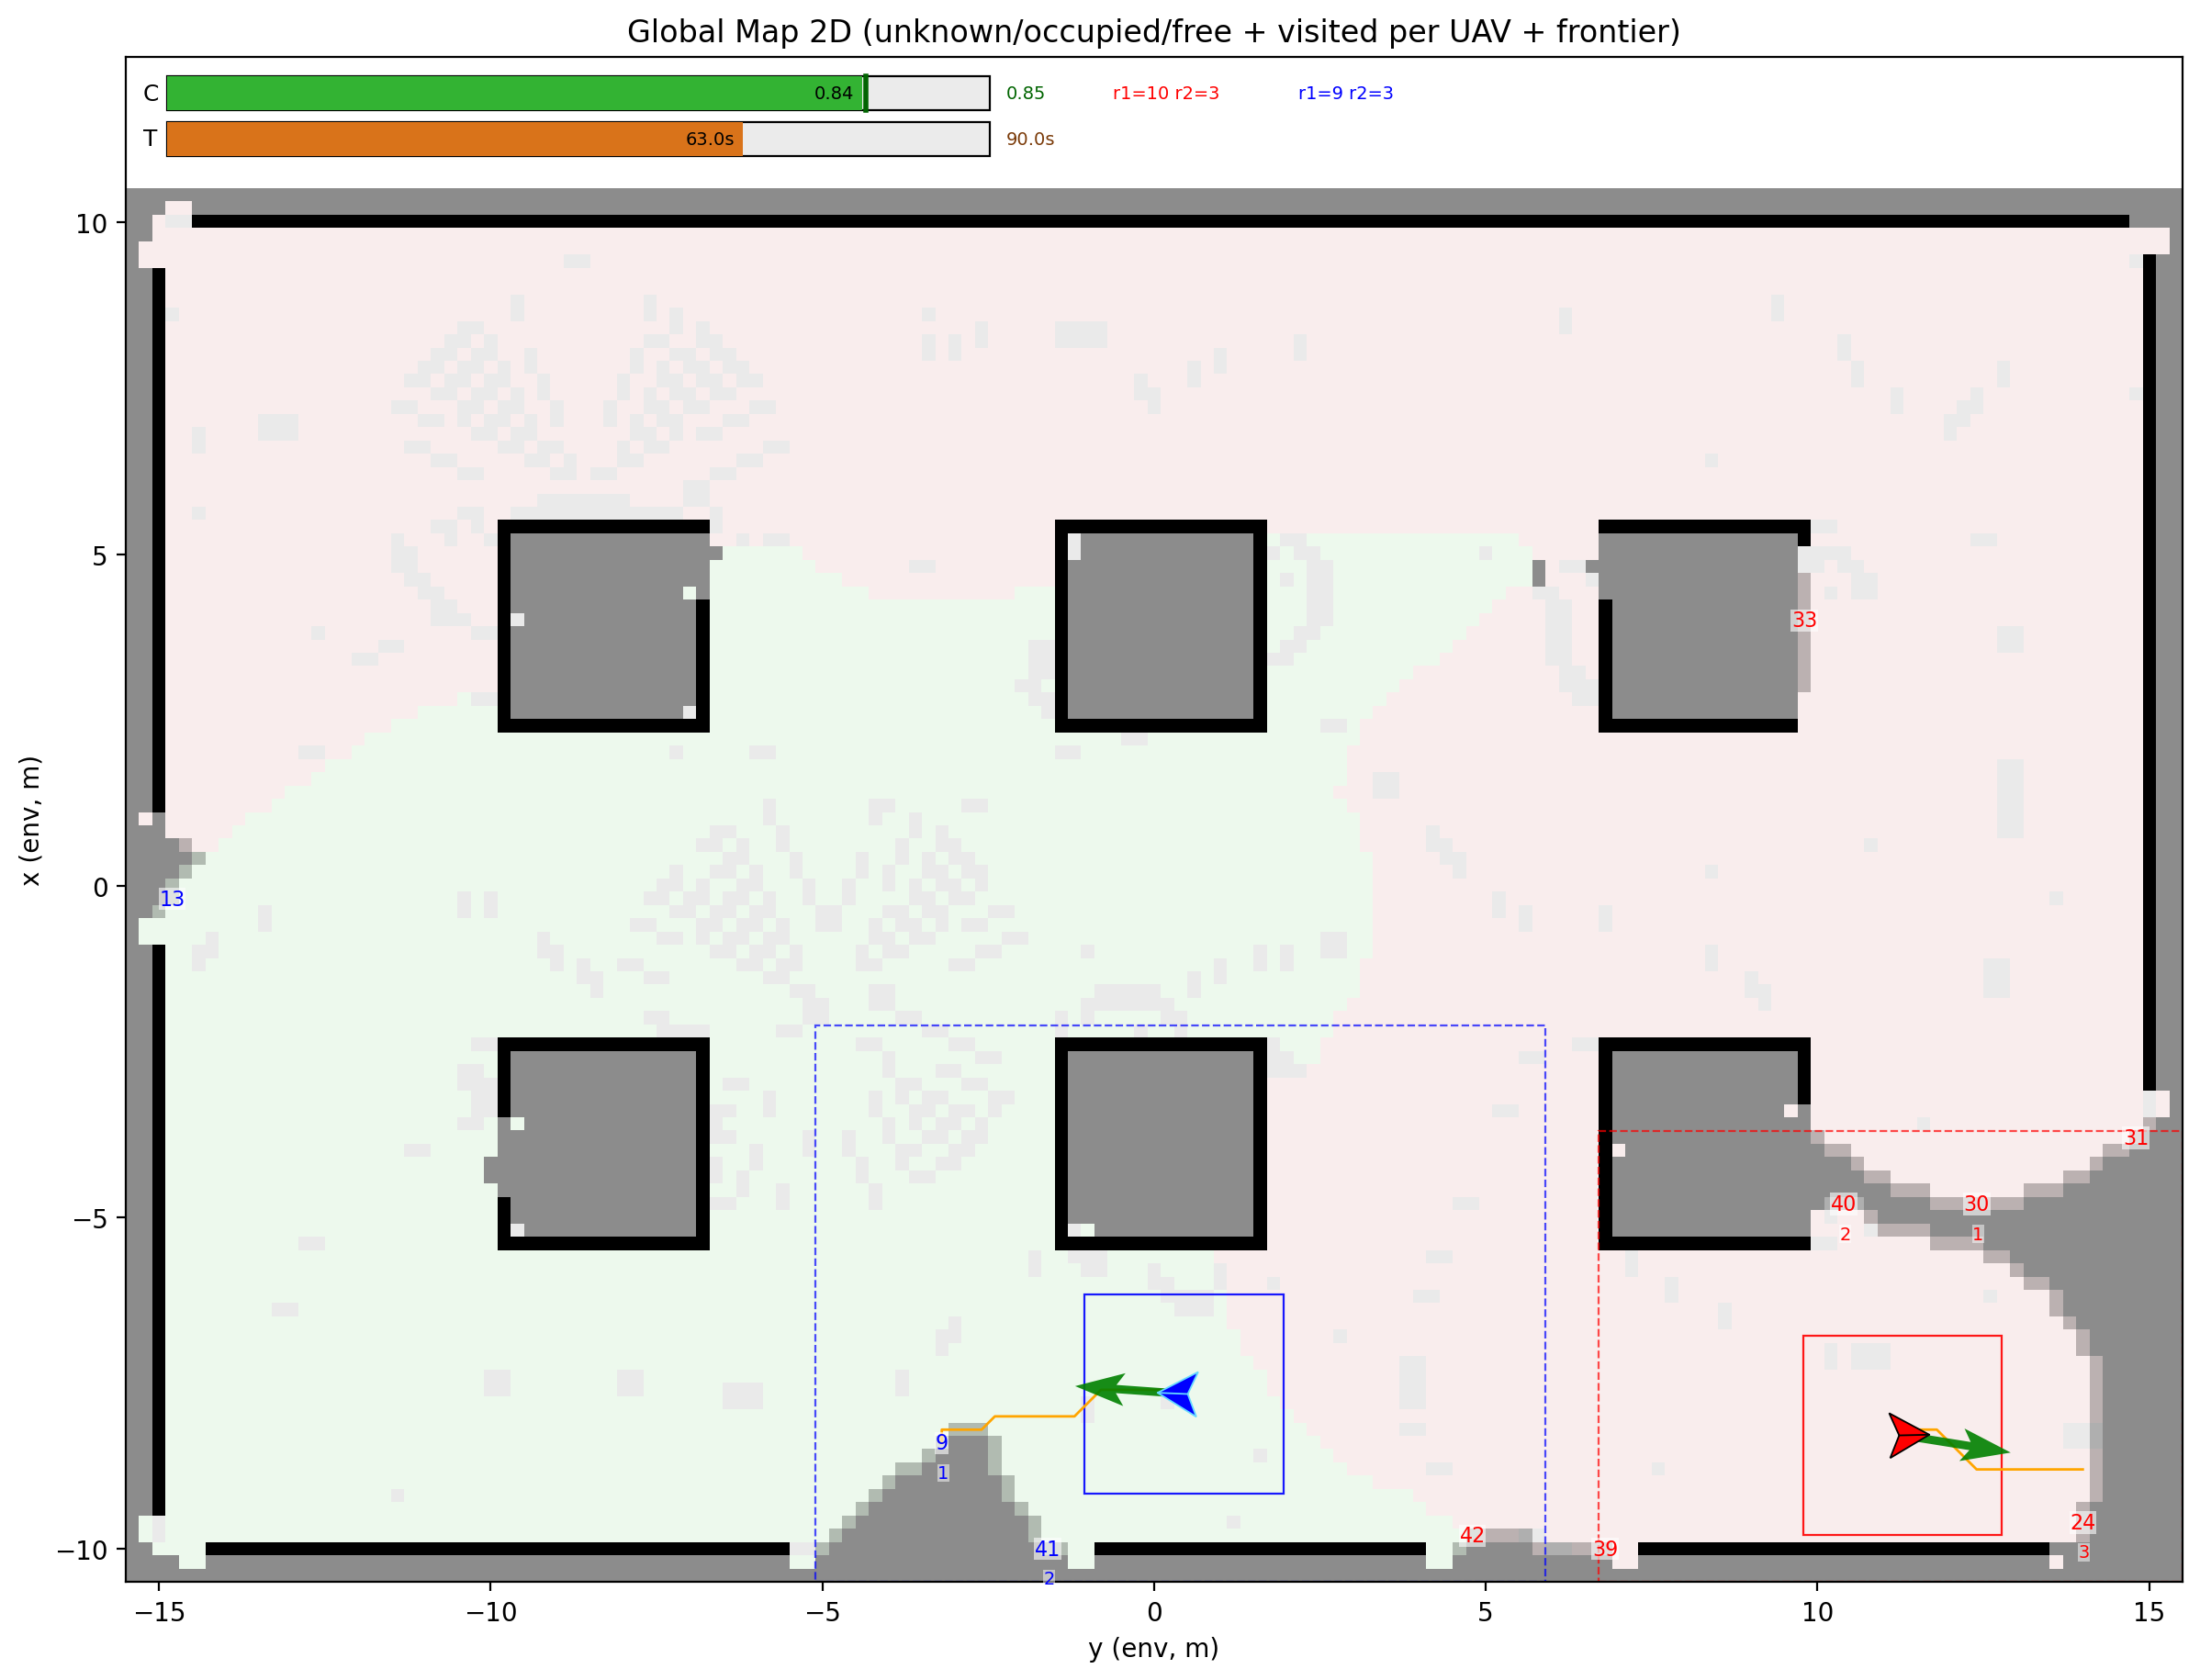 Global Map 2D (unknown/occupied/free + visited per UAV + frontier)
C 0.84 0.85 r1=10 r2=3 r1=9 r2=3
T 63.0s 90.0s
10
5
33
0
13
31
−5
40 30
2 1
9
1
42
24
−10
41 39
3
2
−15 −10 −5 0 5 10 15
y (env, m)
x (env, m)